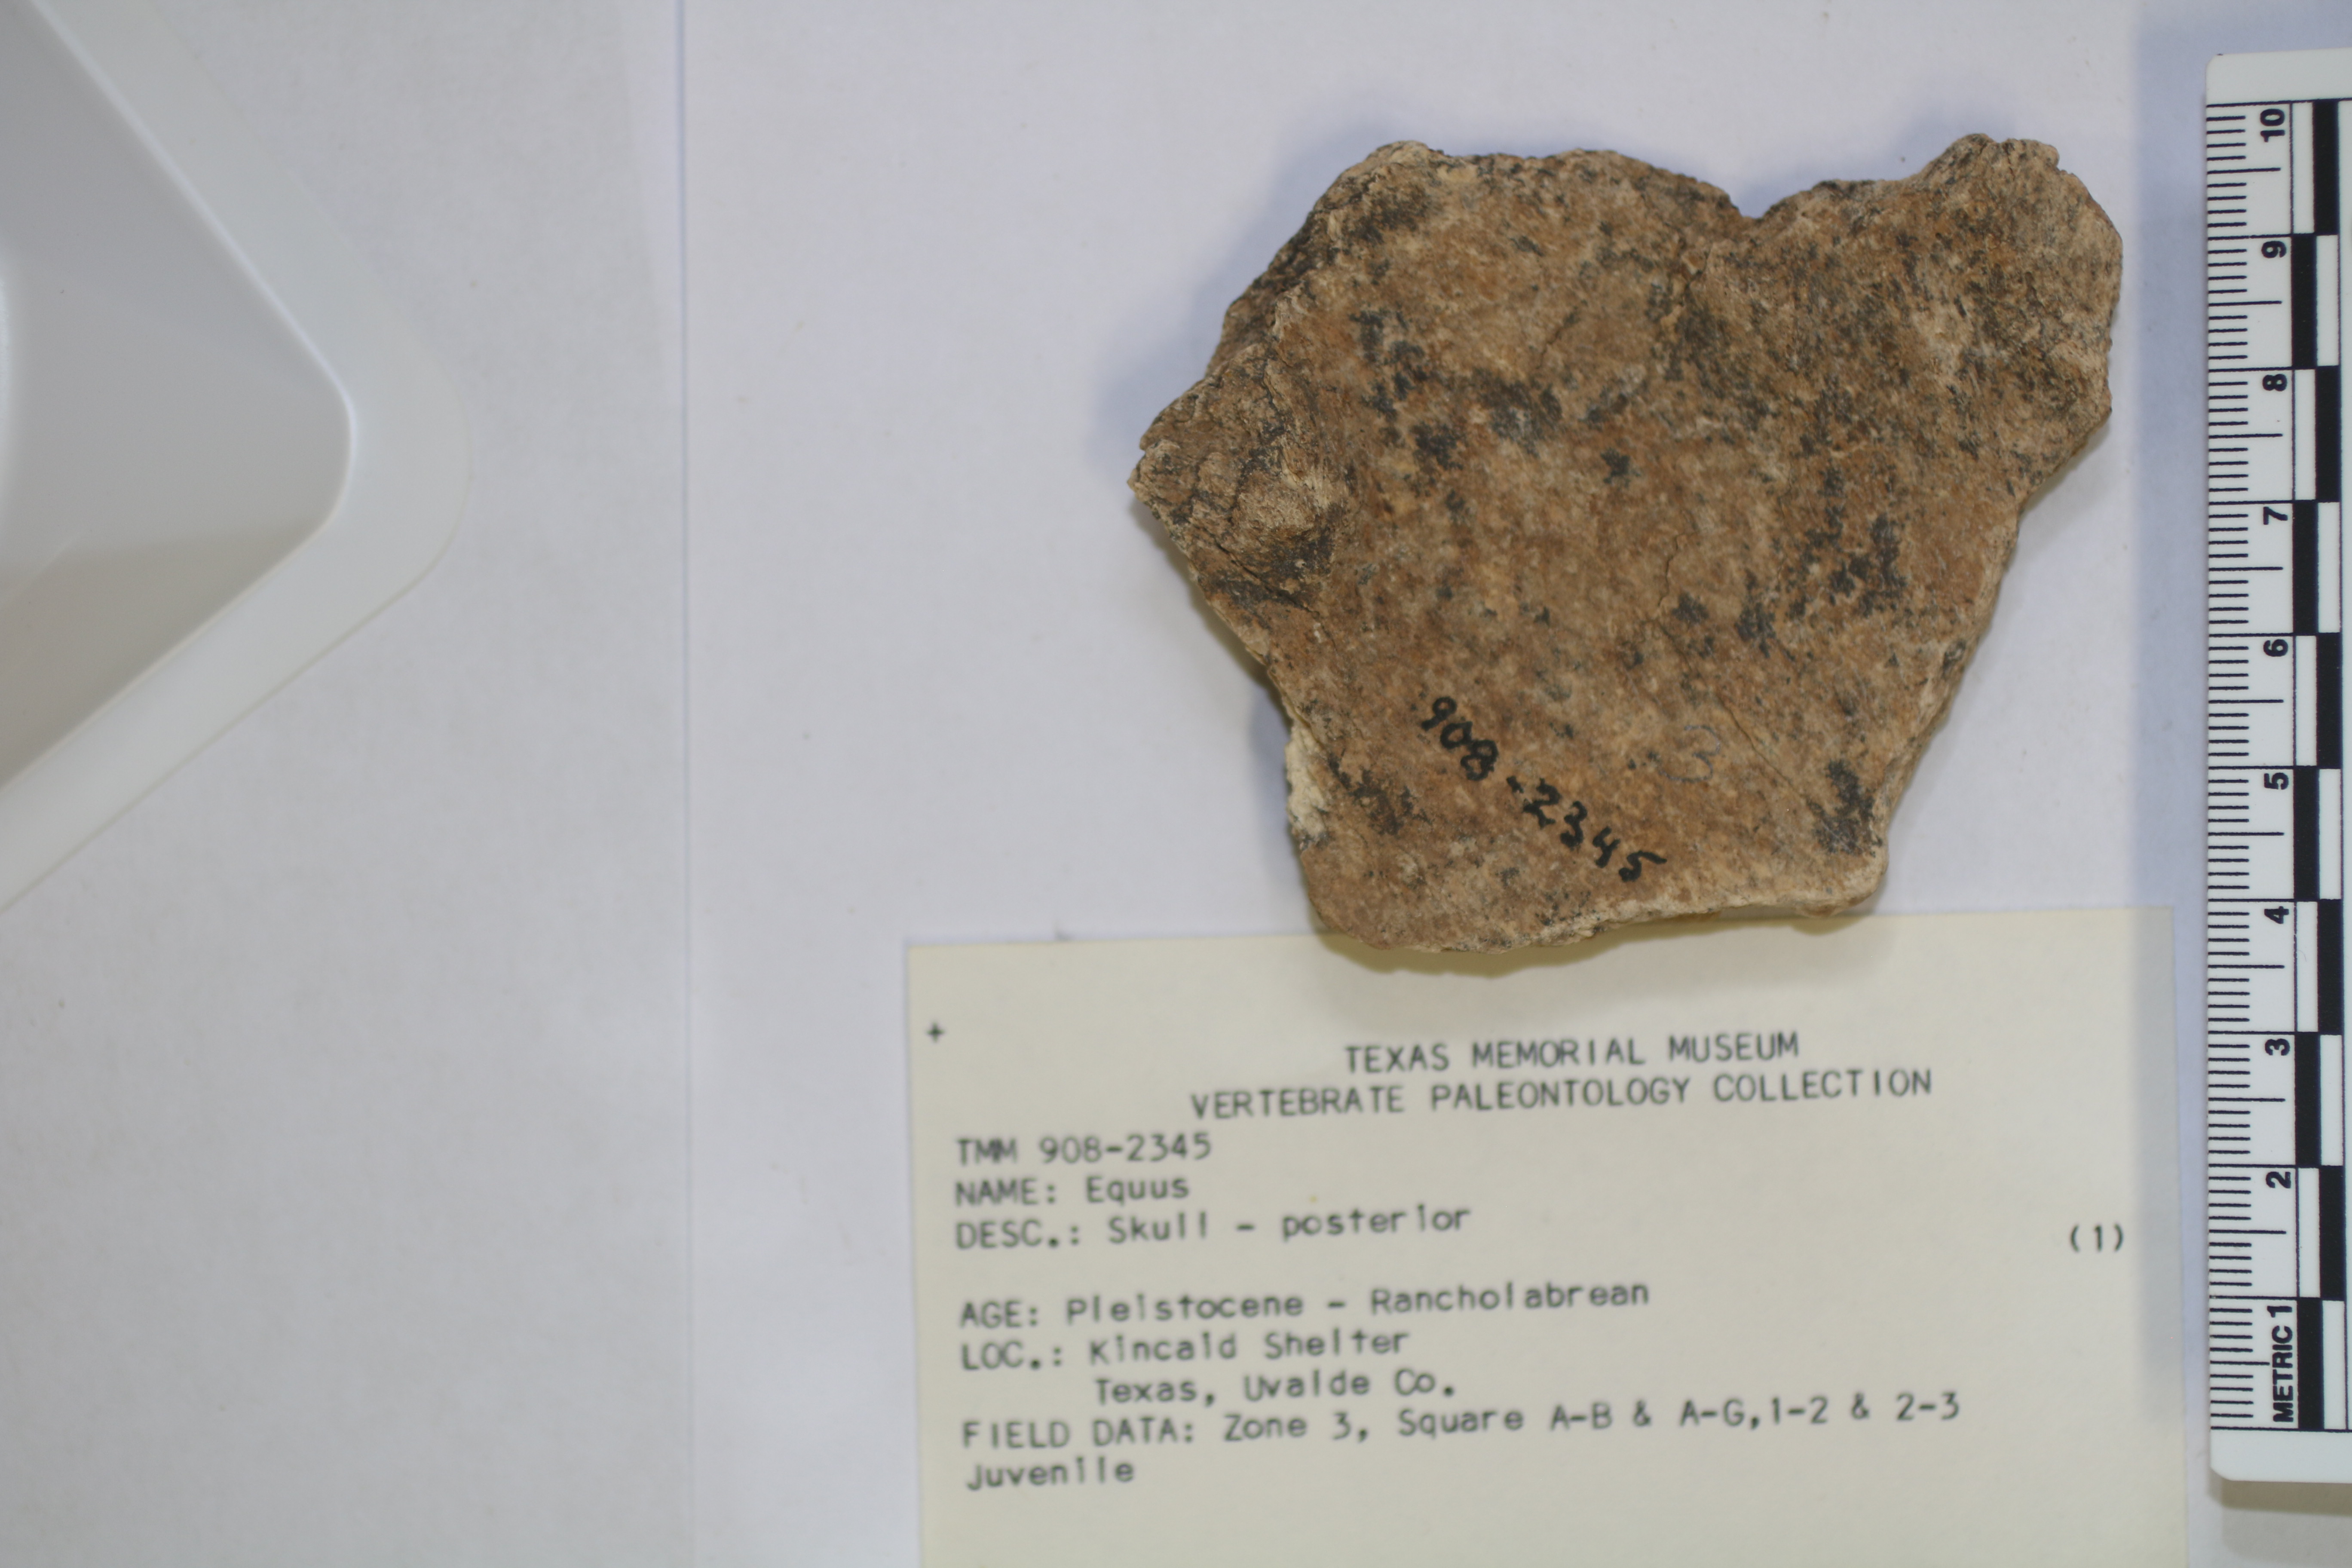 +
TEXAS MEMORIAL MUSEUM
VERTEBRATE PALEONTOLOGY COLLECTION
TMM 908-2345
NAME: Equus
DESC.: Skull - posterior (1)
AGE: Pleistocene - Rancholabrean
LOC.: Kincaid Shelter
Texas, Uvalde Co.
FIELD DATA: Zone 3, Square A-B & A-G,1-2 & 2-3
Juvenile
908-2345
3
METRIC 1 2 3 4 5 6 7 8 9 10